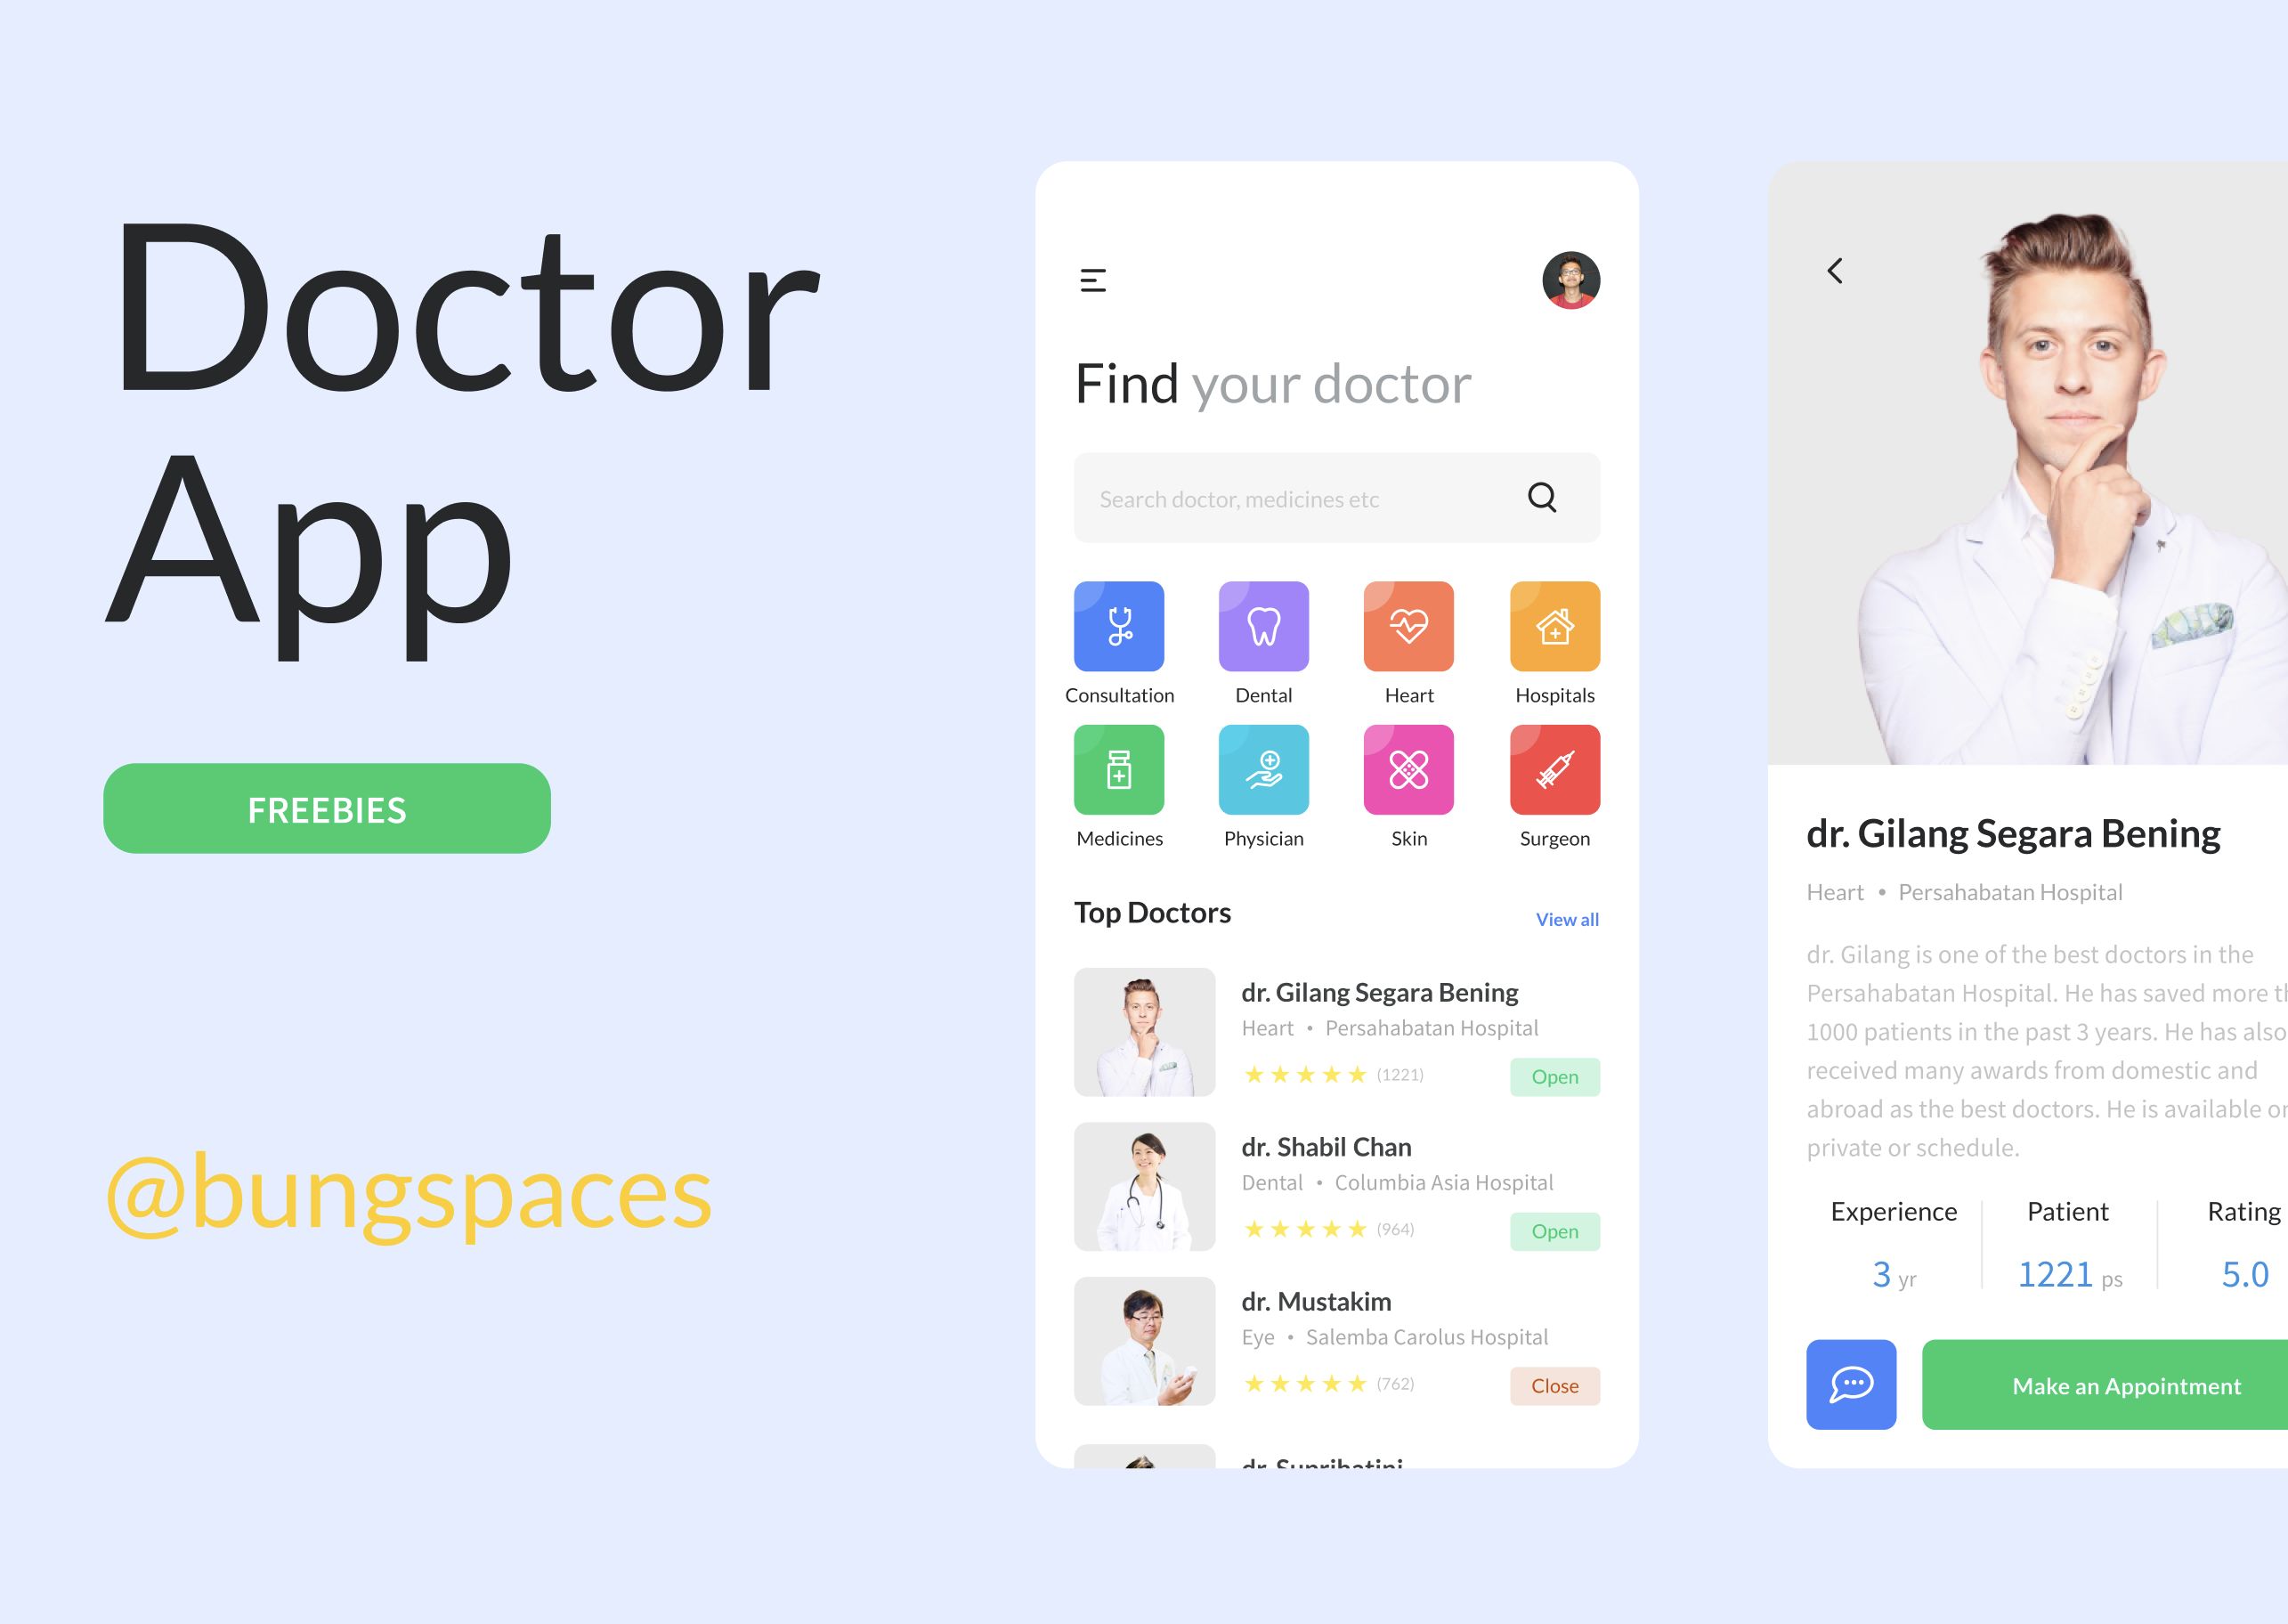 Doctor
App
FREEBIES
@bungspaces
Find your doctor
Search doctor, medicines etc
Consultation
Dental
Heart
Hospitals
Medicines
Physician
Skin
Surgeon
Top Doctors
View all
dr. Gilang Segara Bening
Heart • Persahabatan Hospital
(1221)
Open
dr. Shabil Chan
Dental • Columbia Asia Hospital
(964)
Open
dr. Mustakim
Eye • Salemba Carolus Hospital
(762)
Close
dr. Suprihatini
dr. Gilang Segara Bening
Heart • Persahabatan Hospital
dr. Gilang is one of the best doctors in the
Persahabatan Hospital. He has saved more
1000 patients in the past 3 years. He has also
received many awards from domestic and
abroad as the best doctors. He is available
private or schedule.
Experience
Patient
Rating
3 yr
1221 ps
5.0
Make an Appointment